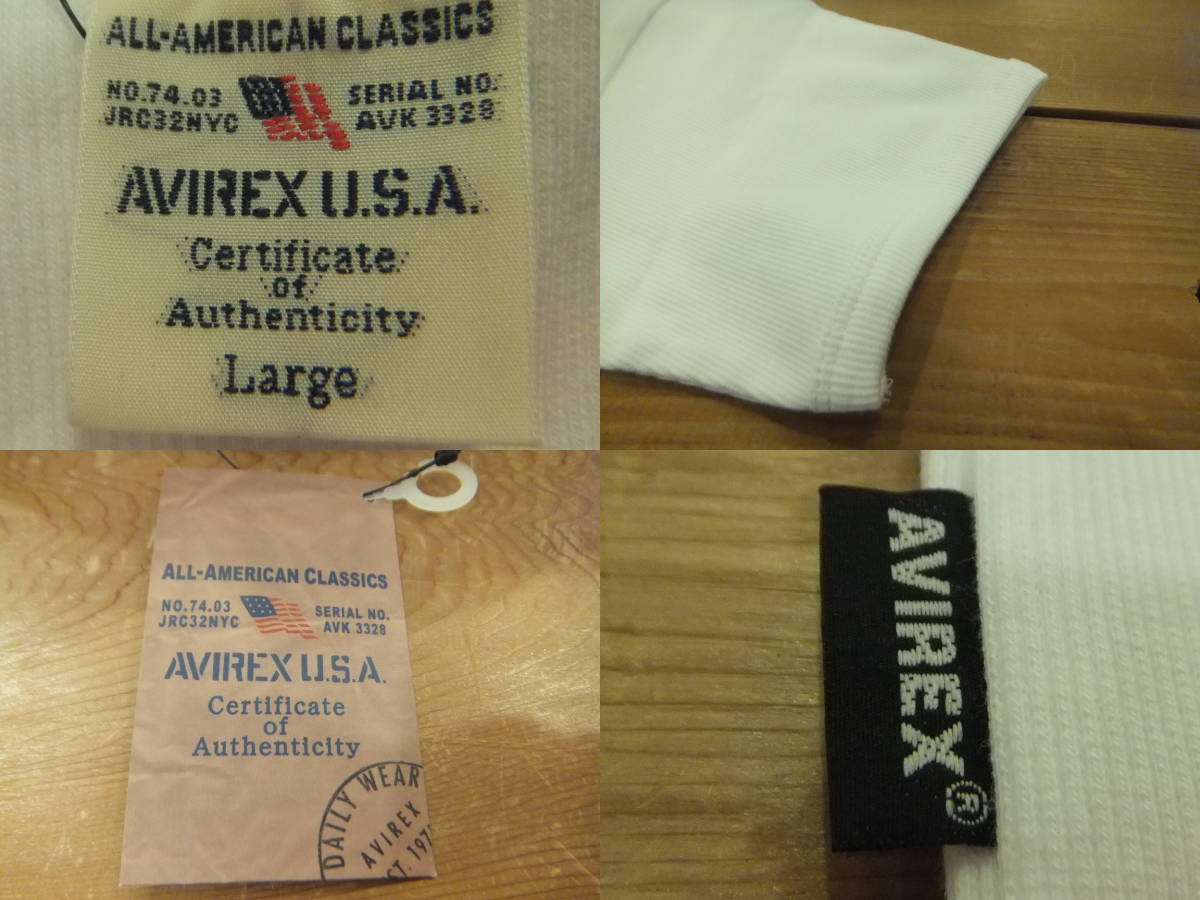 ALL-AMERICAN CLASSICS
NO.74.03
JRC32NYC
SERIAL NO.
AVK 3328
AVIREX U.S.A.
Certificate
of
Authenticity
Large
ALL-AMERICAN CLASSICS
NO.74.03
JRC32NYC
SERIAL NO.
AVK 3328
AVIREX U.S.A.
Certificate
of
Authenticity
DAILY WEAR
AVIREX
AVIREX®